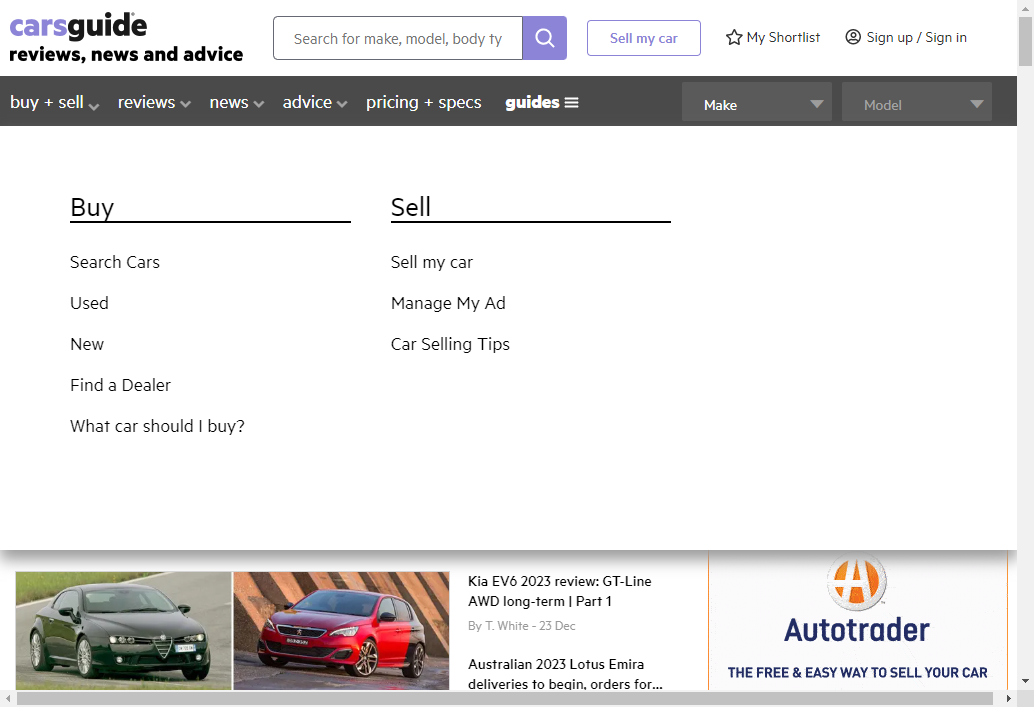 carsguide
reviews, news and advice
Search for make, model, body ty
Sell my car
My Shortlist
Sign up / Sign in
buy + sell
reviews
news
advice
pricing + specs
guides
Make
Model
Buy
Search Cars
Used
New
Find a Dealer
What car should I buy?
Sell
Sell my car
Manage My Ad
Car Selling Tips
Kia EV6 2023 review: GT-Line
AWD long-term | Part 1
By T. White - 23 Dec
Australian 2023 Lotus Emira
deliveries to begin, orders for...
Autotrader
THE FREE & EASY WAY TO SELL YOUR CAR